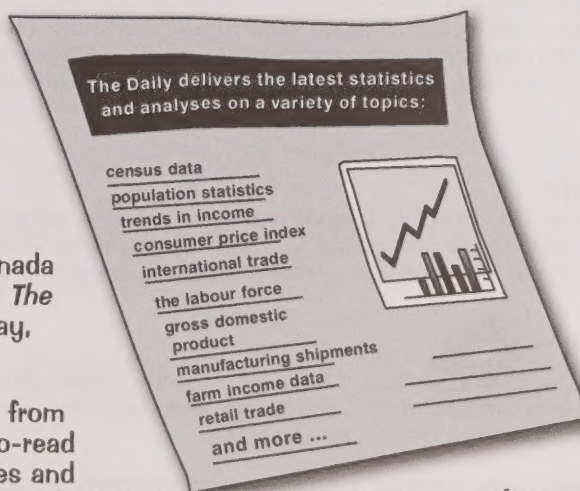 The Daily delivers the latest statistics
and analyses on a variety of topics:
census data
population statistics
trends in income
consumer price index
international trade
the labour force
gross domestic
product
manufacturing shipments
farm income data
retail trade
and more ...
nada
The
ay,
from
o-read
es and